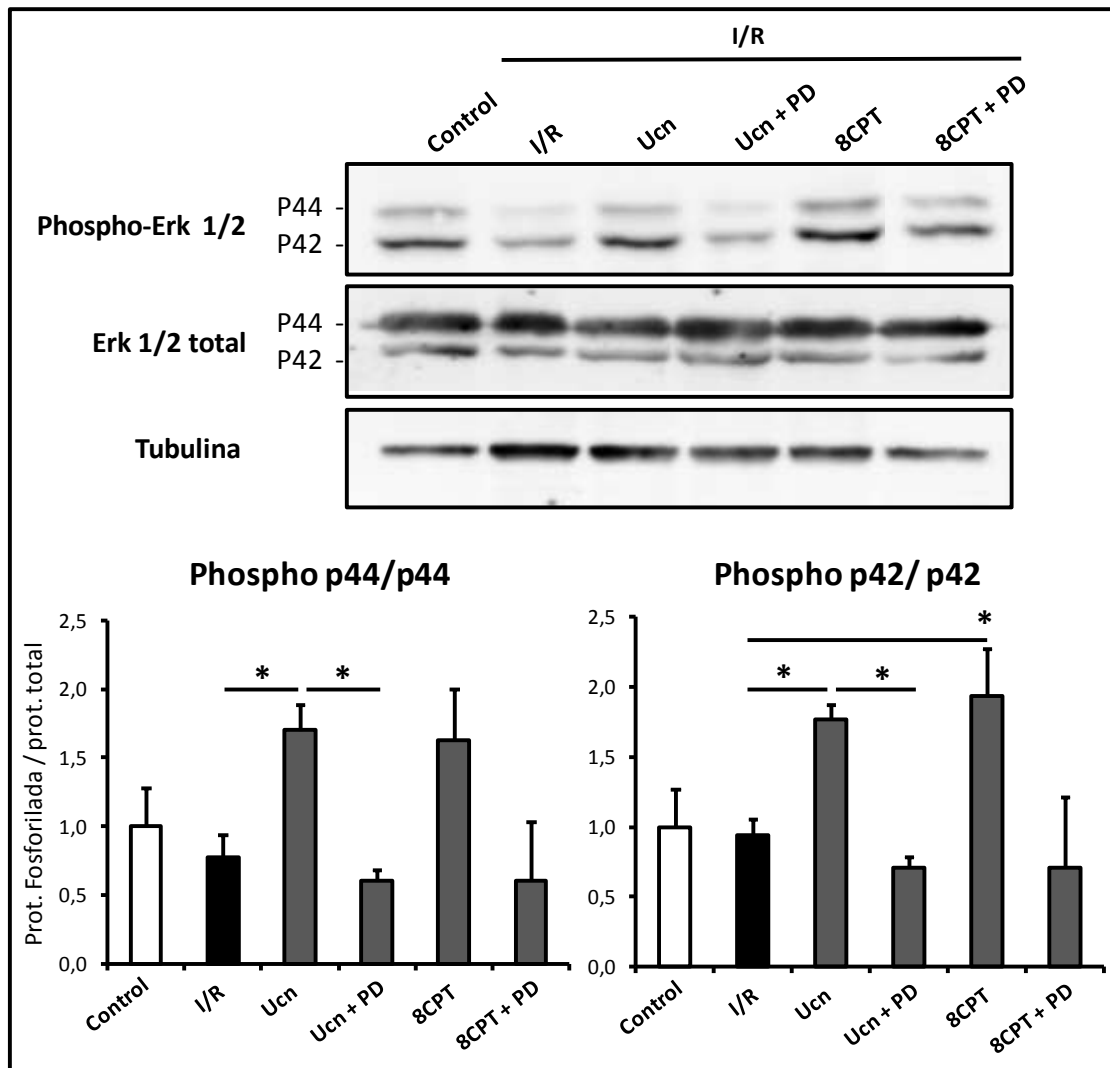 I/R
Control
I/R
Ucn
Ucn + PD
8CPT
8CPT + PD
Phospho-Erk 1/2
P44 -
P42 -
Erk 1/2 total
P44 -
P42 -
Tubulina
Phospho p44/p44
Prot. Fosforilada / prot. total
2,5
2,0
1,5
1,0
0,5
0,0
* *
Control
I/R
Ucn
Ucn + PD
8CPT
8CPT + PD
Phospho p42/ p42
2,5
2,0
1,5
1,0
0,5
0,0
*
* *
Control
I/R
Ucn
Ucn + PD
8CPT
8CPT + PD